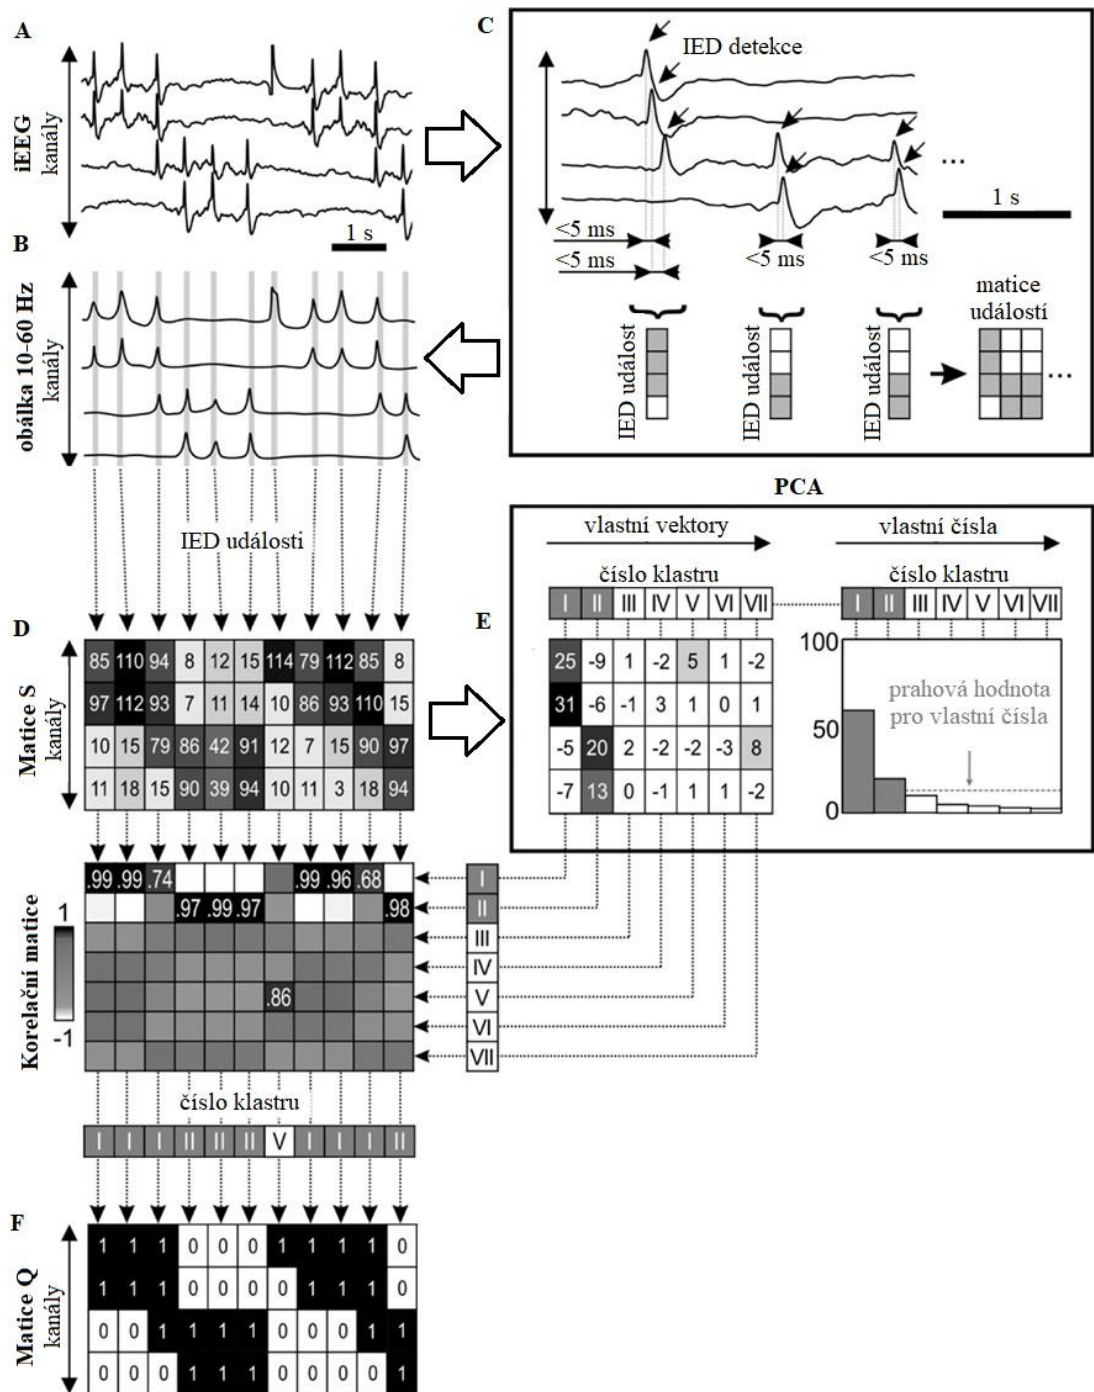 A
iEEG
kanály
1 s
C
IED detekce
...
1 s
<5 ms
<5 ms
<5 ms
<5 ms
IED událost
IED událost
IED událost
matice
událostí
...
B
obálka 10-60 Hz
kanály
IED události
PCA
vlastní vektory
vlastní čísla
číslo klastru
číslo klastru
I II III IV V VI VII
I II III IV V VI VII
E
25 -9 1 -2 5 1 -2
31 -6 -1 3 1 0 1
-5 20 2 -2 -2 -3 8
-7 13 0 -1 1 1 -2
100
50
0
prahová hodnota
pro vlastní čísla
D
Matice S
kanály
85 110 94 8 12 15 114 79 112 85 8
97 112 93 7 11 14 10 86 93 110 15
10 15 79 86 42 91 12 7 15 90 97
11 18 15 90 39 94 10 11 3 18 94
Korelační matice
1
-1
.99 .99 .74 .99 .96 .68
.97 .99 .97 .98
.86
I
II
III
IV
V
VI
VII
číslo klastru
I I I II II II V I I I II
F
Matice Q
kanály
1 1 1 0 0 0 1 1 1 1 0
1 1 1 0 0 0 0 1 1 1 0
0 0 1 1 1 1 0 0 0 1 1
0 0 0 1 1 1 0 0 0 0 1